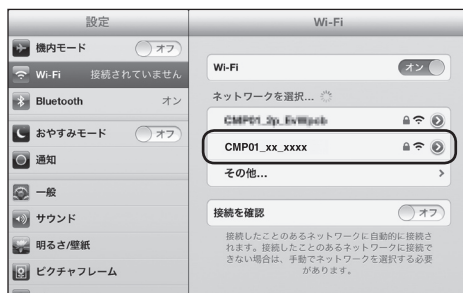 設定
機内モード オフ
Wi-Fi 接続されていません
Bluetooth オン
おやすみモード オフ
通知
一般
サウンド
明るさ/壁紙
ピクチャフレーム
Wi-Fi
Wi-Fi オン
ネットワークを選択...
CMP01_xx_xxxx
その他...
接続を確認 オフ
接続したことのあるネットワークに自動的に接続さ
れます。接続したことのあるネットワークに接続で
きない場合は、手動でネットワークを選択する必要
があります。